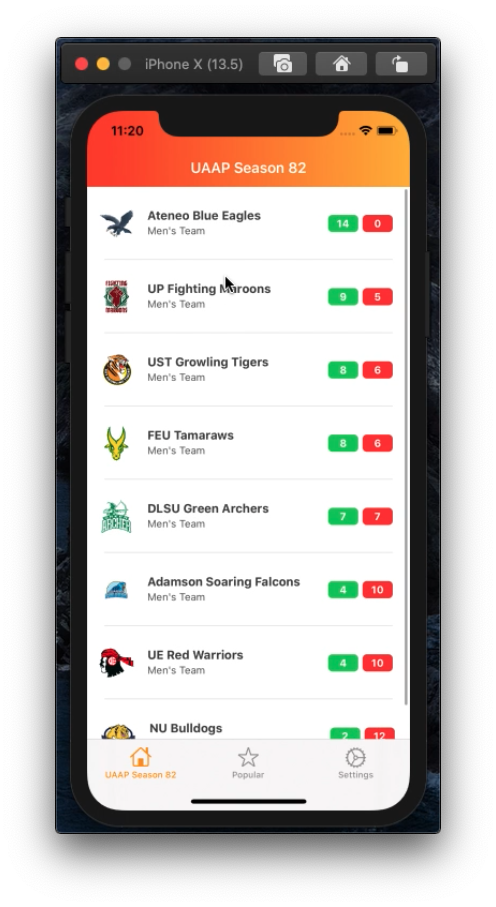 iPhone X (13.5)
11:20
UAAP Season 82
Ateneo Blue Eagles
Men's Team
14 0
FIGHTING
MAROONS
UP Fighting Maroons
Men's Team
9 5
UST Growling Tigers
Men's Team
8 6
FEU Tamaraws
Men's Team
8 6
ARCHER
DLSU Green Archers
Men's Team
7 7
Adamson Soaring Falcons
Men's Team
4 10
UE Red Warriors
Men's Team
4 10
NU Bulldogs
2 12
UAAP Season 82
Popular
Settings